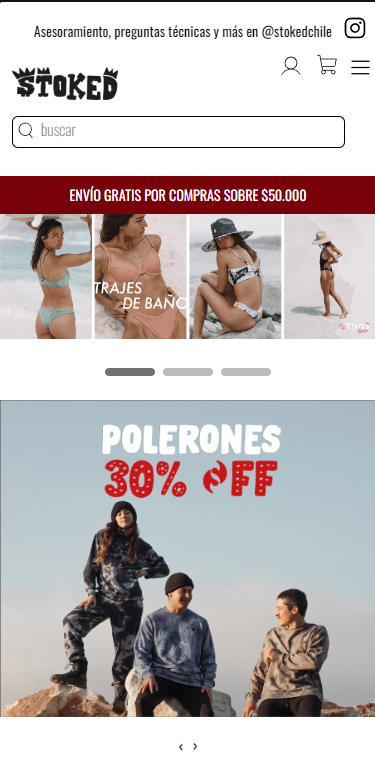 Asesoramiento, preguntas técnicas y más en @stokedchile
STOKED
buscar
ENVÍO GRATIS POR COMPRAS SOBRE $50.000
TRAJES
DE BAÑO
STOKED
POLERONES
30% OFF
‹ ›